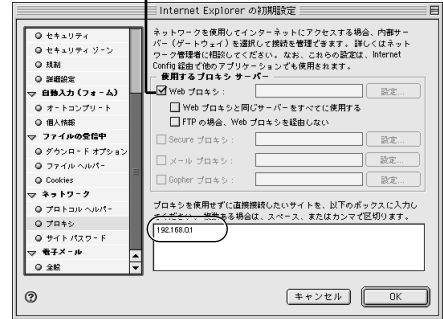 Internet Explorer の初期設定
セキュリティ
セキュリティ ゾーン
規制
詳細設定
自動入力 (フォーム)
オートコンプリート
個人情報
ファイルの受信中
ダウンロード オプション
ファイル ヘルパー
Cookies
ネットワーク
プロトコル ヘルパー
プロキシ
サイト パスワード
電子メール
全般
ネットワークを使用してインターネットにアクセスする場合、内部サー
バー (ゲートウェイ) を選択して接続を管理できます。 詳しくはネット
ワーク管理者に相談してください。なお、これらの設定は、Internet
Config 経由で他のアプリケーションでも使用されます。
使用するプロキシ サーバー
Web プロキシ :
設定...
Web プロキシと同じサーバーをすべてに使用する
FTP の場合、Web プロキシを経由しない
Secure プロキシ :
設定...
メール プロキシ :
設定...
Gopher プロキシ :
設定...
プロキシを使用せずに直接接続したいサイトを、以下のボックスに入力し
てください。 複数ある場合は、スペース、またはカンマで区切ります。
192.168.0.1
キャンセル
OK